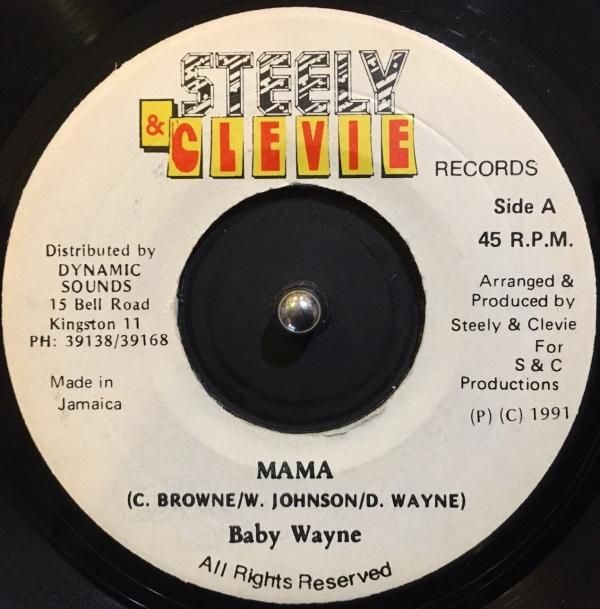 STEELY
& CLEVIE
RECORDS
Side A
45 R.P.M.
Distributed by
DYNAMIC
SOUNDS
15 Bell Road
Kingston 11
PH: 39138/39168
Made in
Jamaica
Arranged &
Produced by
Steely & Clevie
For
S & C
Productions
(P) (C) 1991
MAMA
(C. BROWNE/W. JOHNSON/D. WAYNE)
Baby Wayne
All Rights Reserved